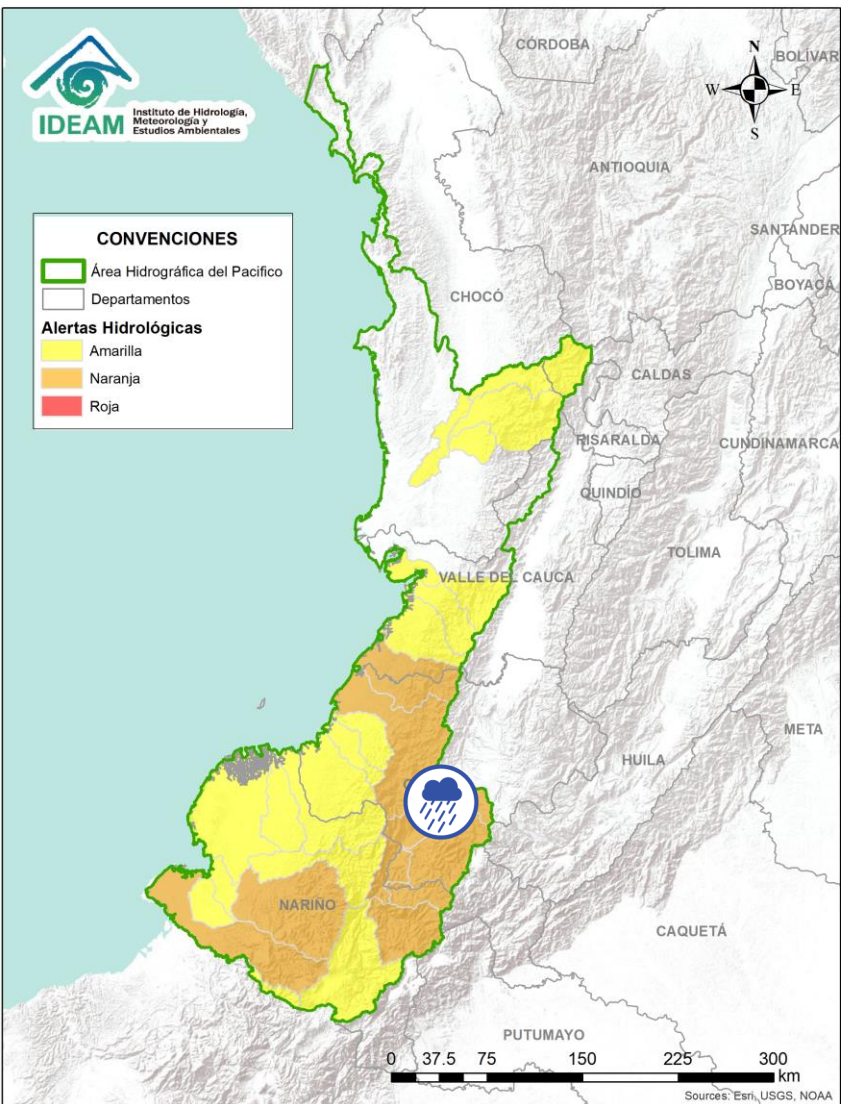 IDEAM
Instituto de Hidrología,
Meteorología y
Estudios Ambientales
CÓRDOBA
BOLÍVAR
N
W
E
S
ANTIOQUIA
SANTANDER
BOYACÁ
CONVENCIONES
Área Hidrográfica del Pacifico
Departamentos
Alertas Hidrológicas
Amarilla
Naranja
Roja
CHOCÓ
CALDAS
RISARALDA
CUNDINAMARCA
QUINDÍO
TOLIMA
VALLE DEL CAUCA
META
HUILA
NARIÑO
CAQUETÁ
PUTUMAYO
0 37.5 75 150 225 300
km
Sources: Esri, USGS, NOAA